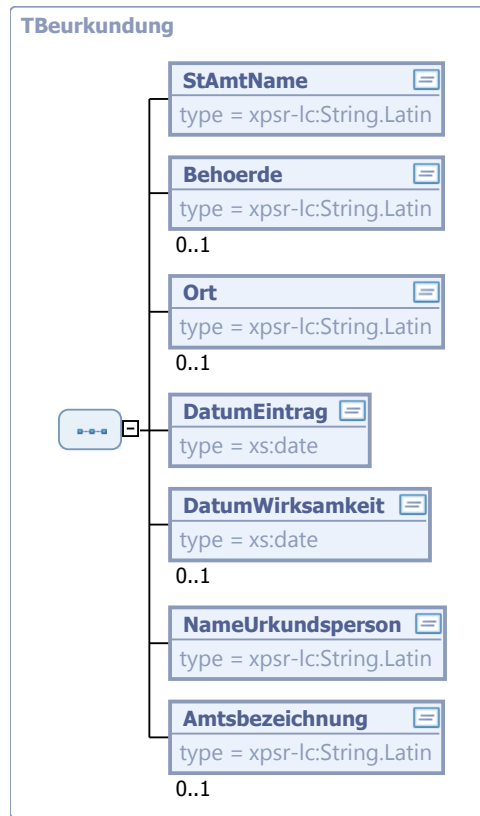 TBeurkundung
StAmtName
type = xpsr-lc:String.Latin
Behoerde
type = xpsr-lc:String.Latin
0..1
Ort
type = xpsr-lc:String.Latin
0..1
DatumEintrag
type = xs:date
DatumWirksamkeit
type = xs:date
0..1
NameUrkundsperson
type = xpsr-lc:String.Latin
Amtsbezeichnung
type = xpsr-lc:String.Latin
0..1